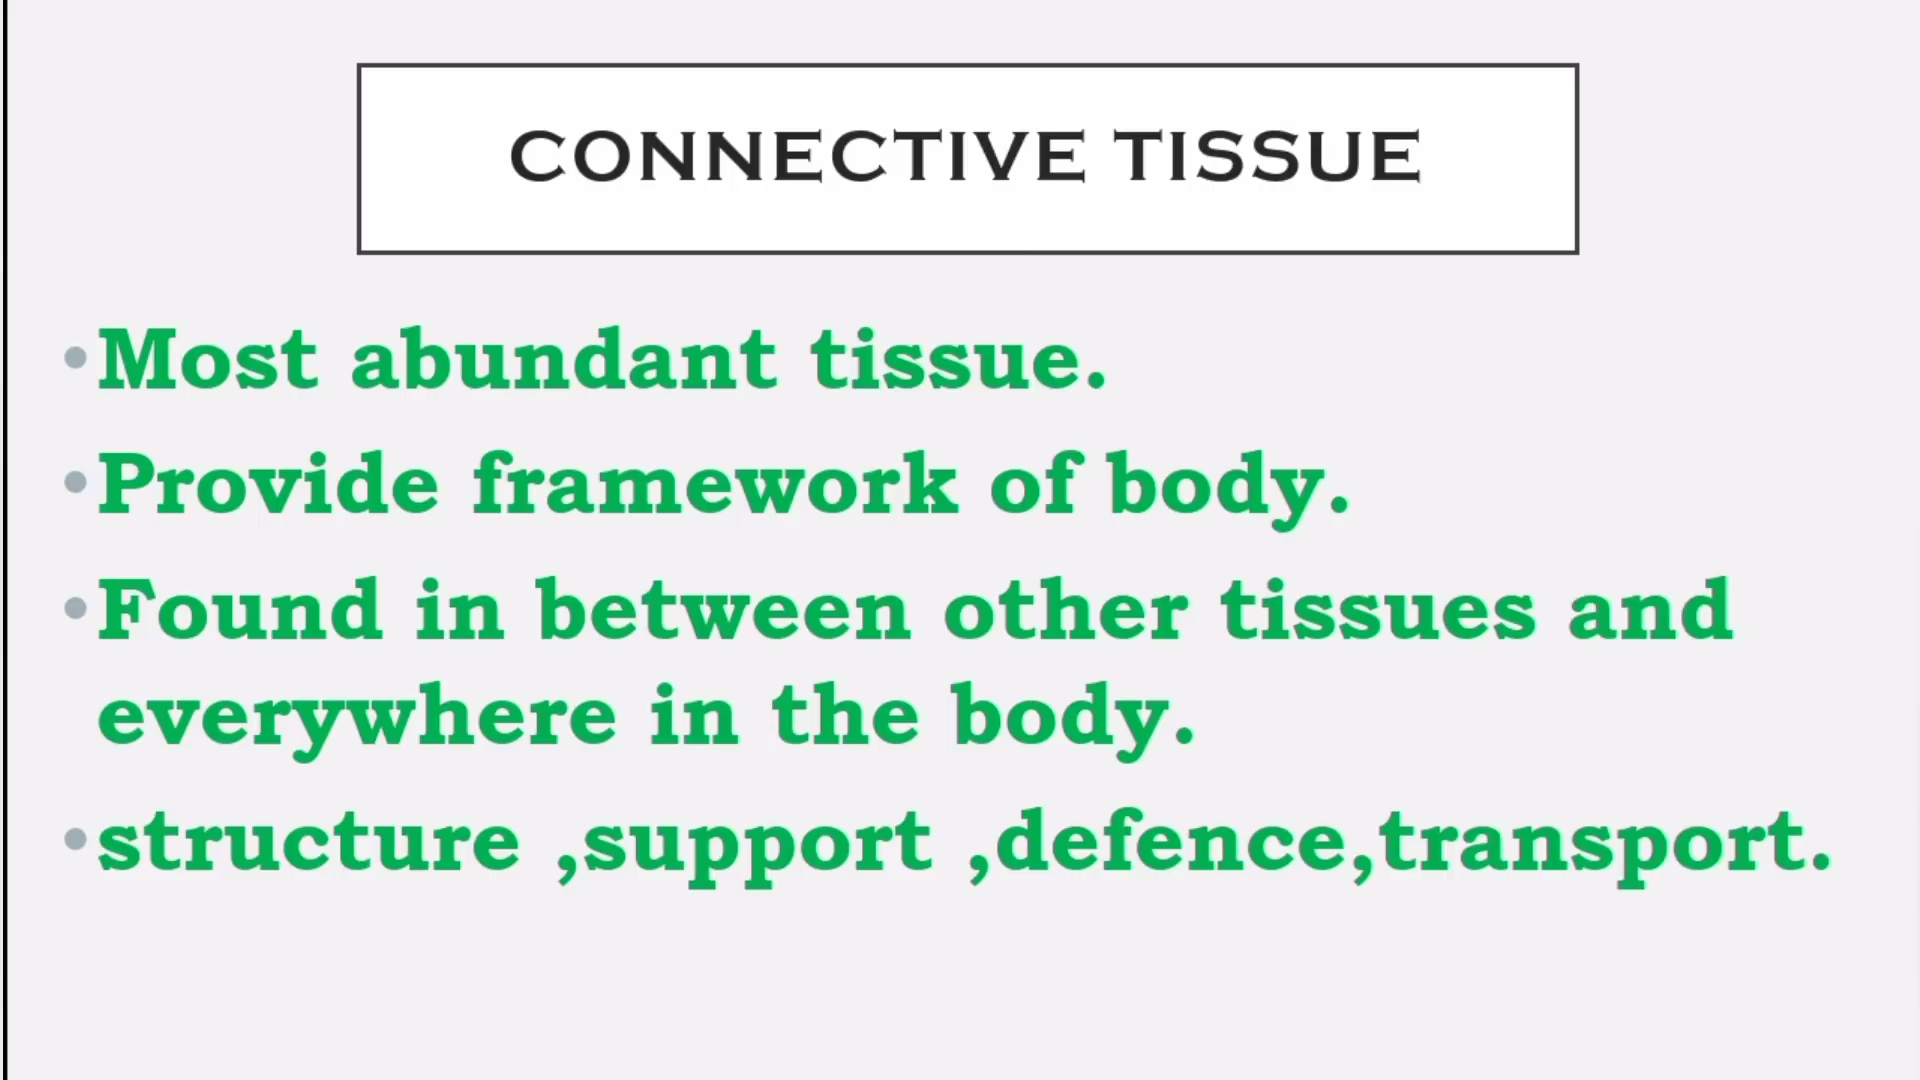 CONNECTIVE TISSUE
•Most abundant tissue.
•Provide framework of body.
•Found in between other tissues and
everywhere in the body.
•structure ,support ,defence,transport.